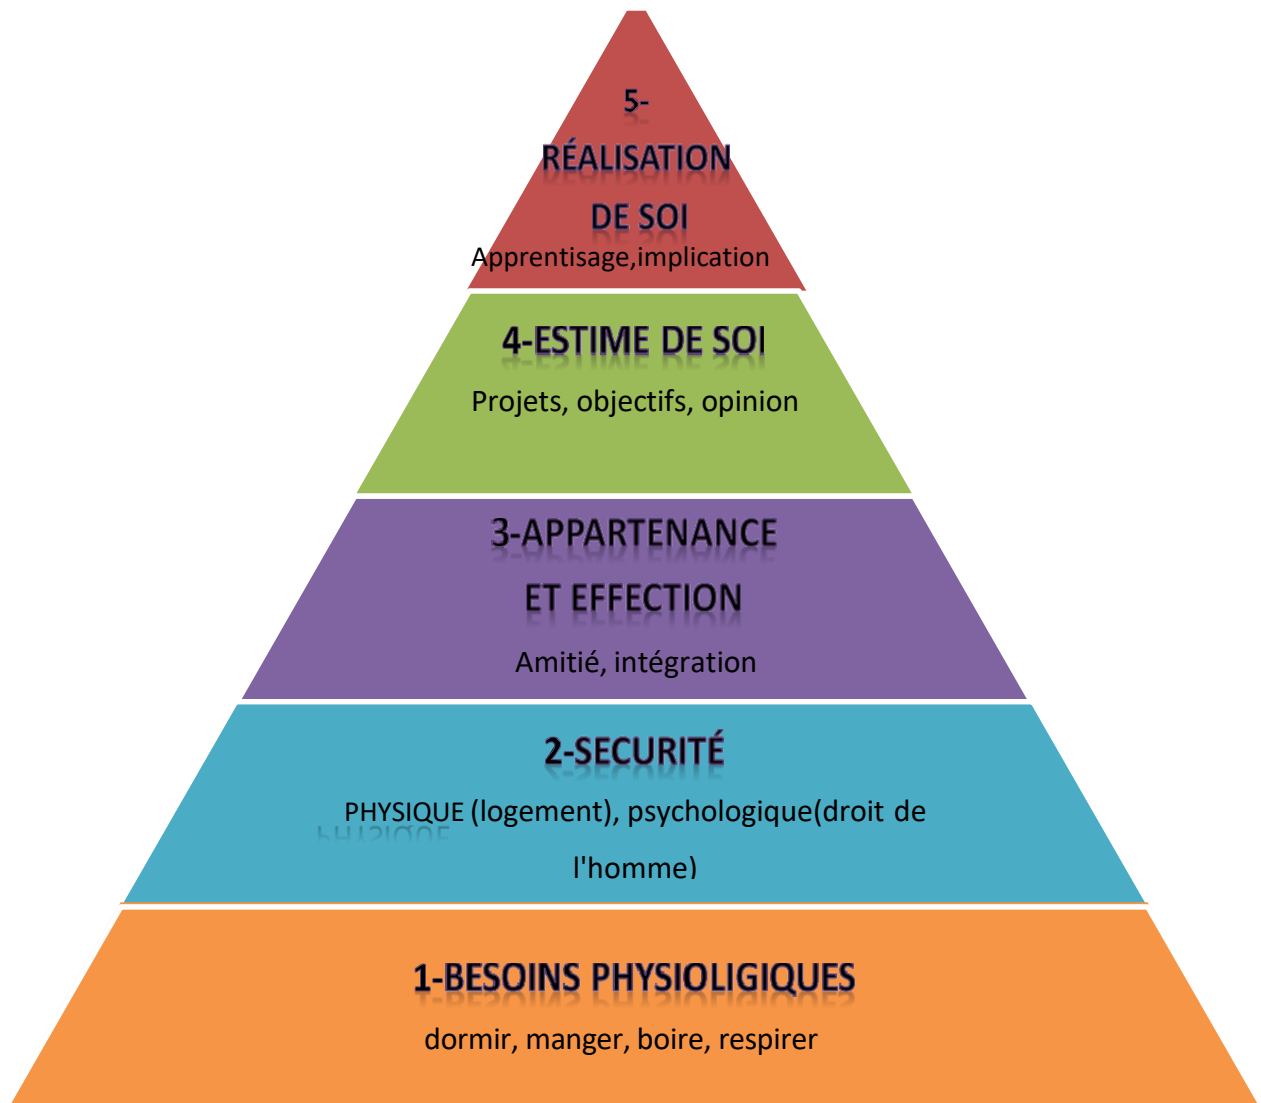 5-
RÉALISATION
DE SOI
Apprentisage,implication
4-ESTIME DE SOI
Projets, objectifs, opinion
3-APPARTENANCE
ET EFFECTION
Amitié, intégration
2-SECURITÉ
PHYSIQUE (logement), psychologique(droit de
l'homme)
1-BESOINS PHYSIOLIGIQUES
dormir, manger, boire, respirer